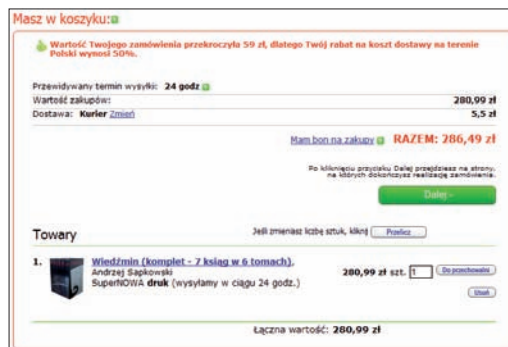 Masz w koszyku:
Wartość Twojego zamówienia przekroczyła 59 zł, dlatego Twój rabat na koszt dostawy na terenie
Polski wynosi 50%.
Przewidywany termin wysyłki: 24 godz
Wartość zakupów: 280,99 zł
Dostawa: Kurier Zmień 5,5 zł
Mam bon na zakupy RAZEM: 286,49 zł
Po kliknięciu przycisku Dalej przejdziesz na strony,
na których dokończysz realizację zamówienia.
Dalej
Towary Jeśli zmieniasz liczbę sztuk, kliknij Przelicz
1. Wiedźmin (komplet - 7 ksiąg w 6 tomach),
Andrzej Sapkowski 280,99 zł szt. 1 Do przechowalni
SuperNOWA druk (wysyłamy w ciągu 24 godz.)
Usuń
Łączna wartość: 280,99 zł